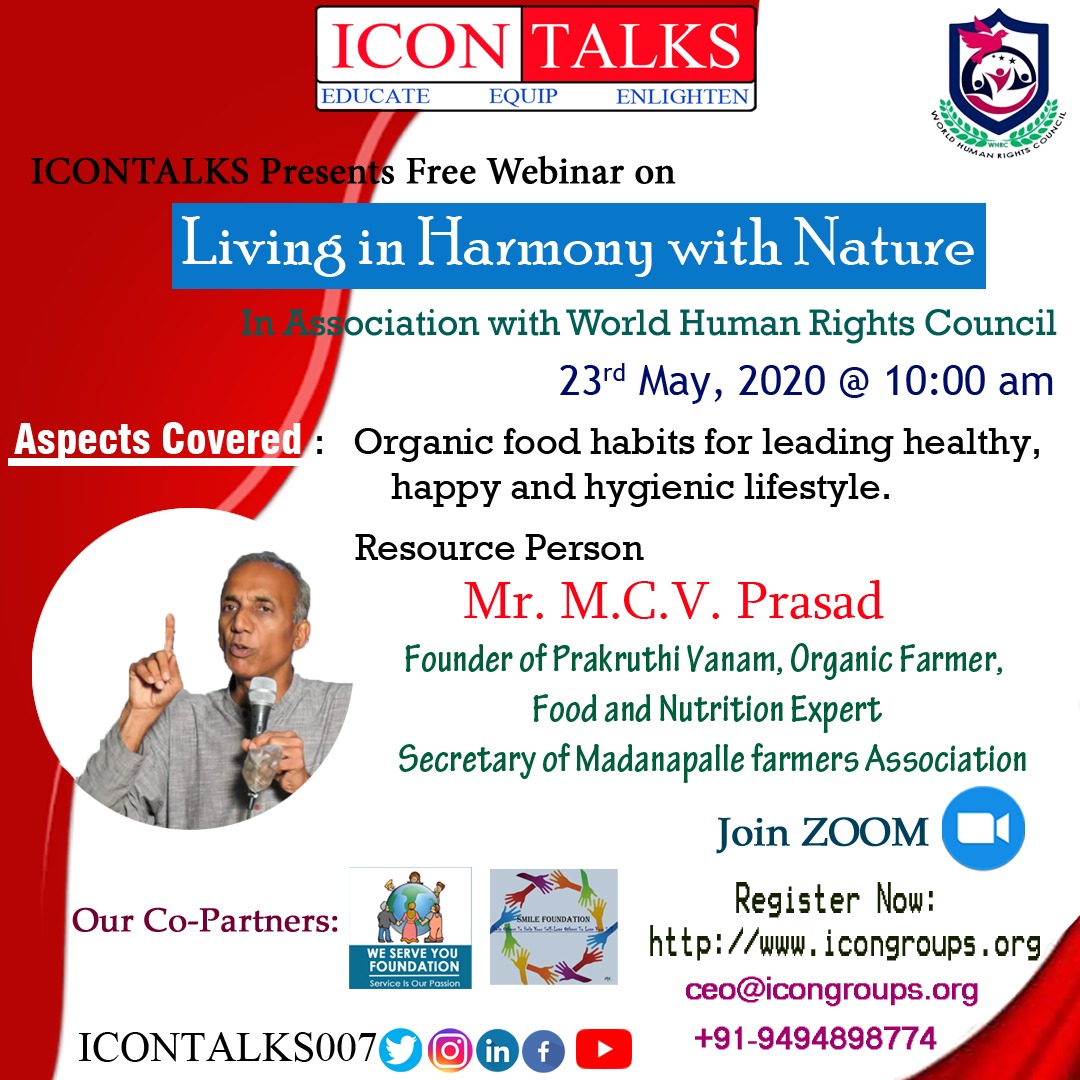 ICON TALKS
EDUCATE EQUIP ENLIGHTEN
WORLD HUMAN RIGHTS COUNCIL
WHRC
ICONTALKS Presents Free Webinar on
Living in Harmony with Nature
In Association with World Human Rights Council
23rd May, 2020 @ 10:00 am
Aspects Covered : Organic food habits for leading healthy,
happy and hygienic lifestyle.
Resource Person
Mr. M.C.V. Prasad
Founder of Prakruthi Vanam, Organic Farmer,
Food and Nutrition Expert
Secretary of Madanapalle farmers Association
Join ZOOM
Our Co-Partners:
WE SERVE YOU
FOUNDATION
Service Is Our Passion
SMILE FOUNDATION
Register Now:
http://www.icongroups.org
ceo@icongroups.org
+91-9494898774
ICONTALKS007